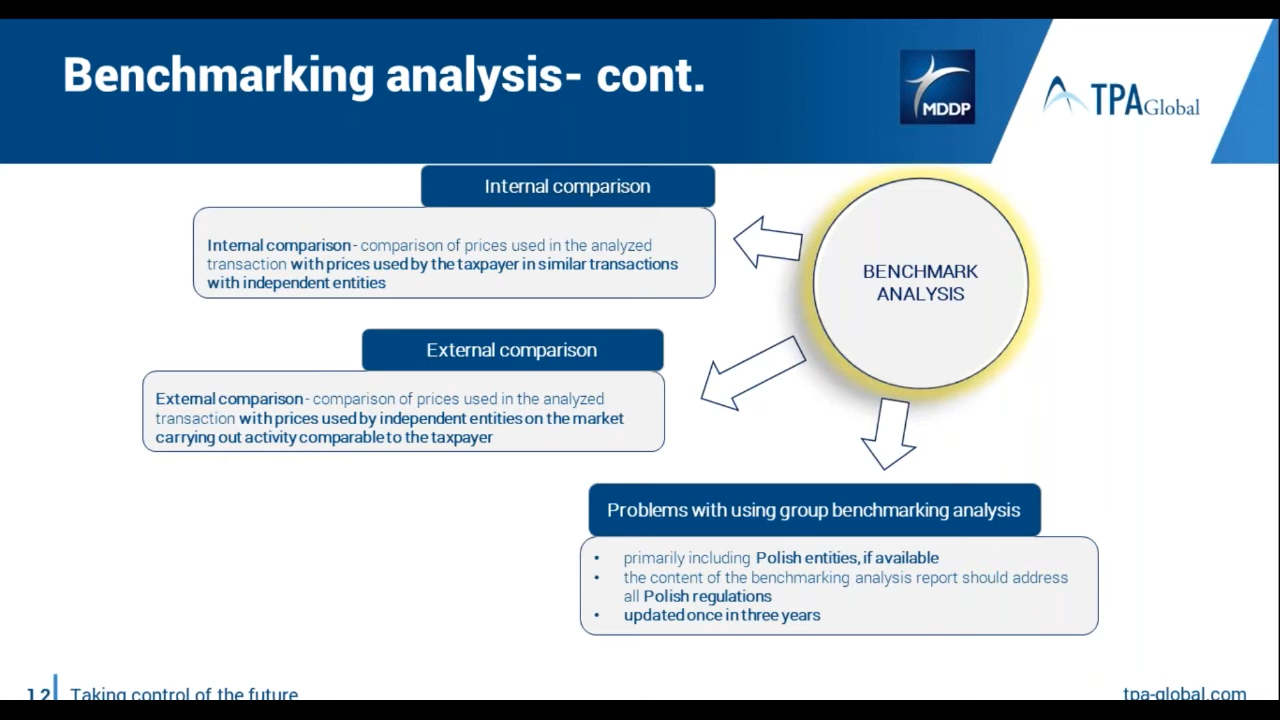 Benchmarking analysis- cont.
MDDP
TPA Global
Internal comparison
Internal comparison - comparison of prices used in the analyzed
transaction with prices used by the taxpayer in similar transactions
with independent entities
BENCHMARK
ANALYSIS
External comparison
External comparison - comparison of prices used in the analyzed
transaction with prices used by independent entities on the market
carrying out activity comparable to the taxpayer
Problems with using group benchmarking analysis
• primarily including Polish entities, if available
• the content of the benchmarking analysis report should address
all Polish regulations
• updated once in three years
12
Taking control of the future
tpa-global.com